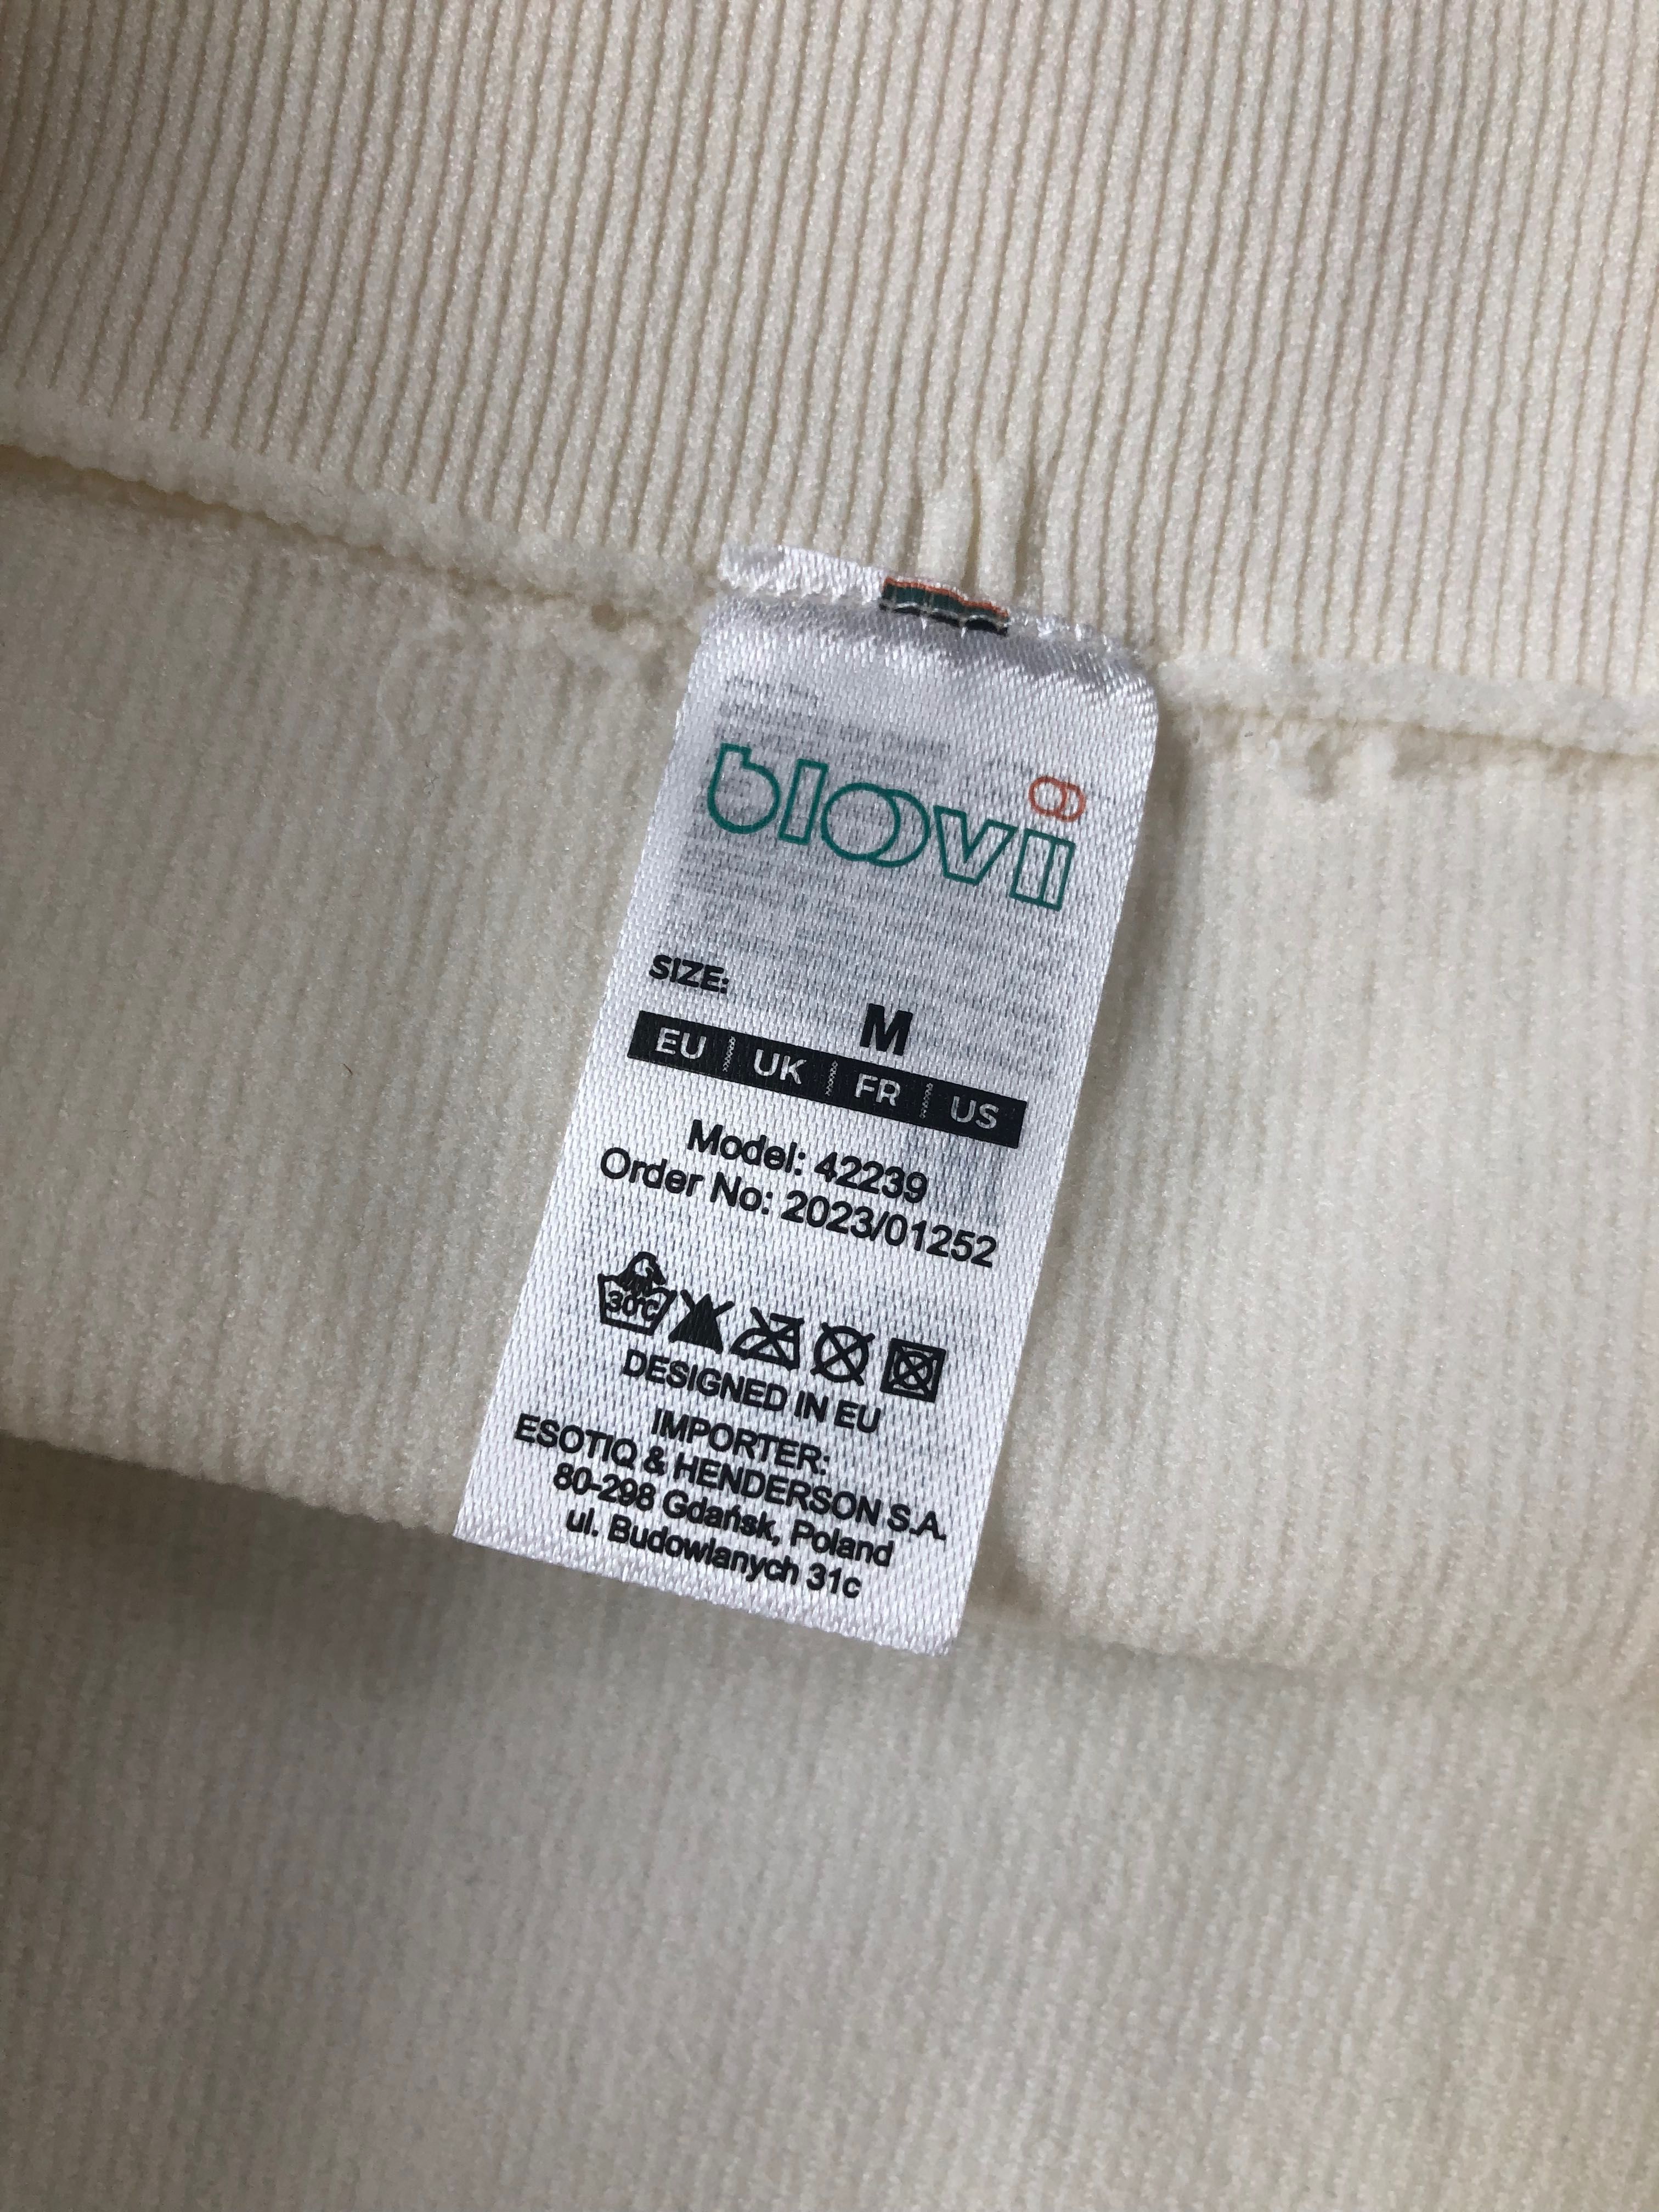 bloovii
SIZE:
M
EU UK FR US
Model: 42239
Order No: 2023/01252
30°C
DESIGNED IN EU
IMPORTER:
ESOTIQ & HENDERSON S.A.
80-298 Gdańsk, Poland
ul. Budowlanych 31c